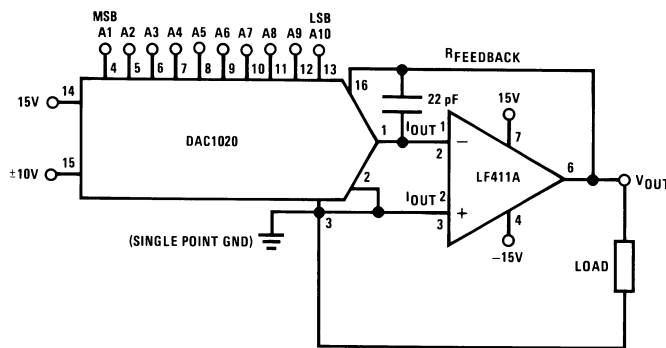 MSB LSB
A1 A2 A3 A4 A5 A6 A7 A8 A9 A10
4 5 6 7 8 9 10 11 12 13
RFEEDBACK
15V 14
16
22 pF
15V
DAC1020
1
IOUT 1
2
−
7
±10V 15
2
LF411A
6
VOUT
IOUT 2
3
+
4
3
(SINGLE POINT GND)
−15V
LOAD